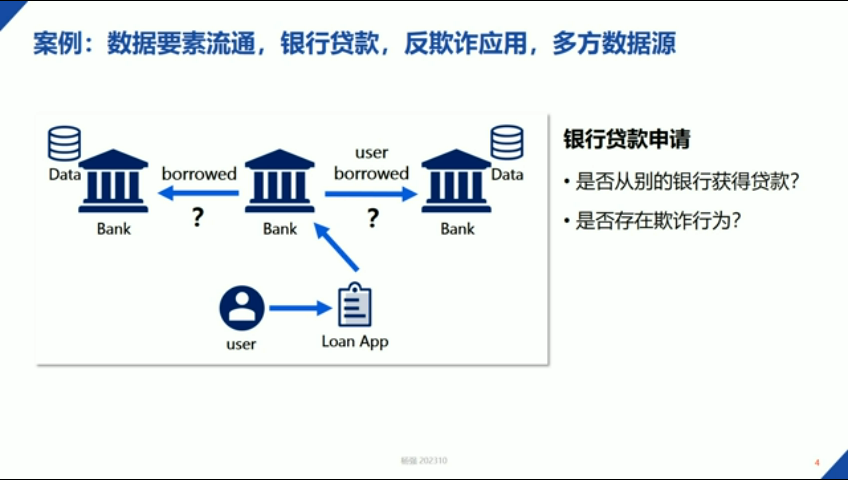 案例：数据要素流通，银行贷款，反欺诈应用，多方数据源
Data
Bank
borrowed
?
Bank
user
borrowed
?
Data
Bank
user
Loan App
银行贷款申请
• 是否从别的银行获得贷款?
• 是否存在欺诈行为?
杨强 202310
4